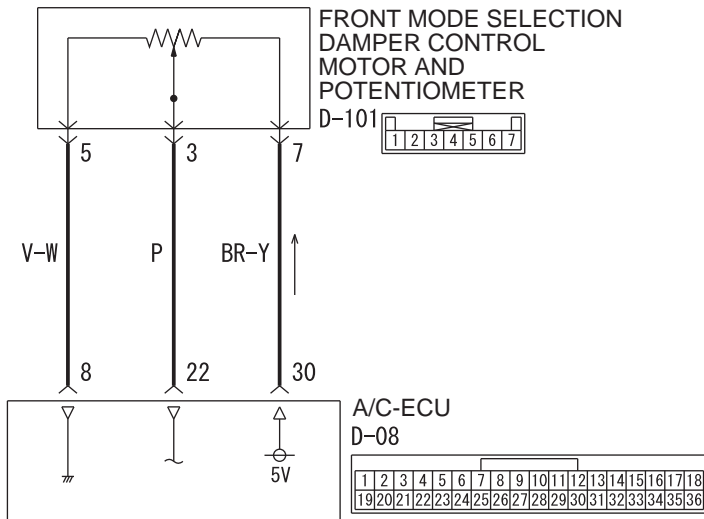 FRONT MODE SELECTION
DAMPER CONTROL
MOTOR AND
POTENTIOMETER
D-101
1 2 3 4 5 6 7
5 3 7
V-W P BR-Y
8 22 30
A/C-ECU
D-08
5V
1 2 3 4 5 6 7 8 9 10 11 12 13 14 15 16 17 18
19 20 21 22 23 24 25 26 27 28 29 30 31 32 33 34 35 36